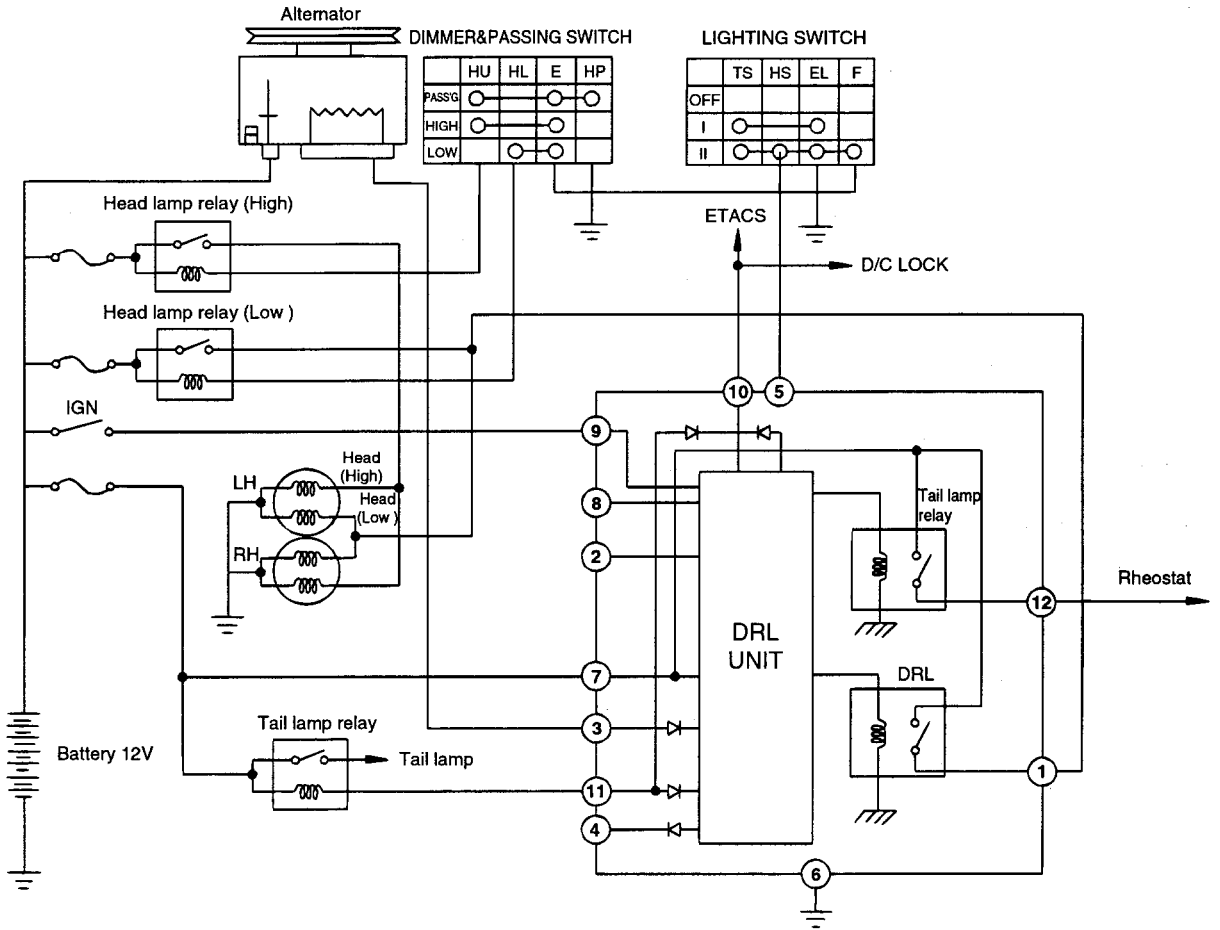 Alternator
DIMMER&PASSING SWITCH
HU HL E HP
PASS'G
HIGH
LOW
LIGHTING SWITCH
TS HS EL F
OFF
I
II
Head lamp relay (High)
ETACS
D/C LOCK
Head lamp relay (Low )
IGN
10 5
9
8
2
7
3
11
4
6
12
1
LH
RH
Head
(High)
Head
(Low )
Tail lamp
relay
Rheostat
DRL
UNIT
DRL
Battery 12V
Tail lamp relay
Tail lamp